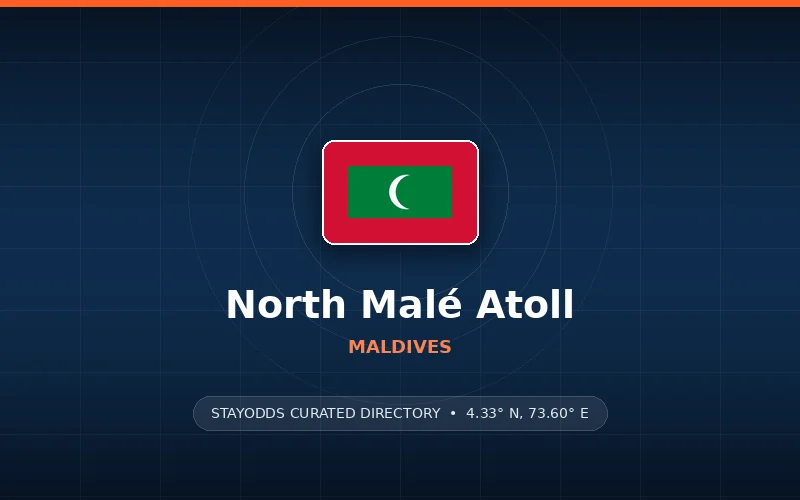 North Malé Atoll
MALDIVES
STAYODDS CURATED DIRECTORY • 4.33° N, 73.60° E